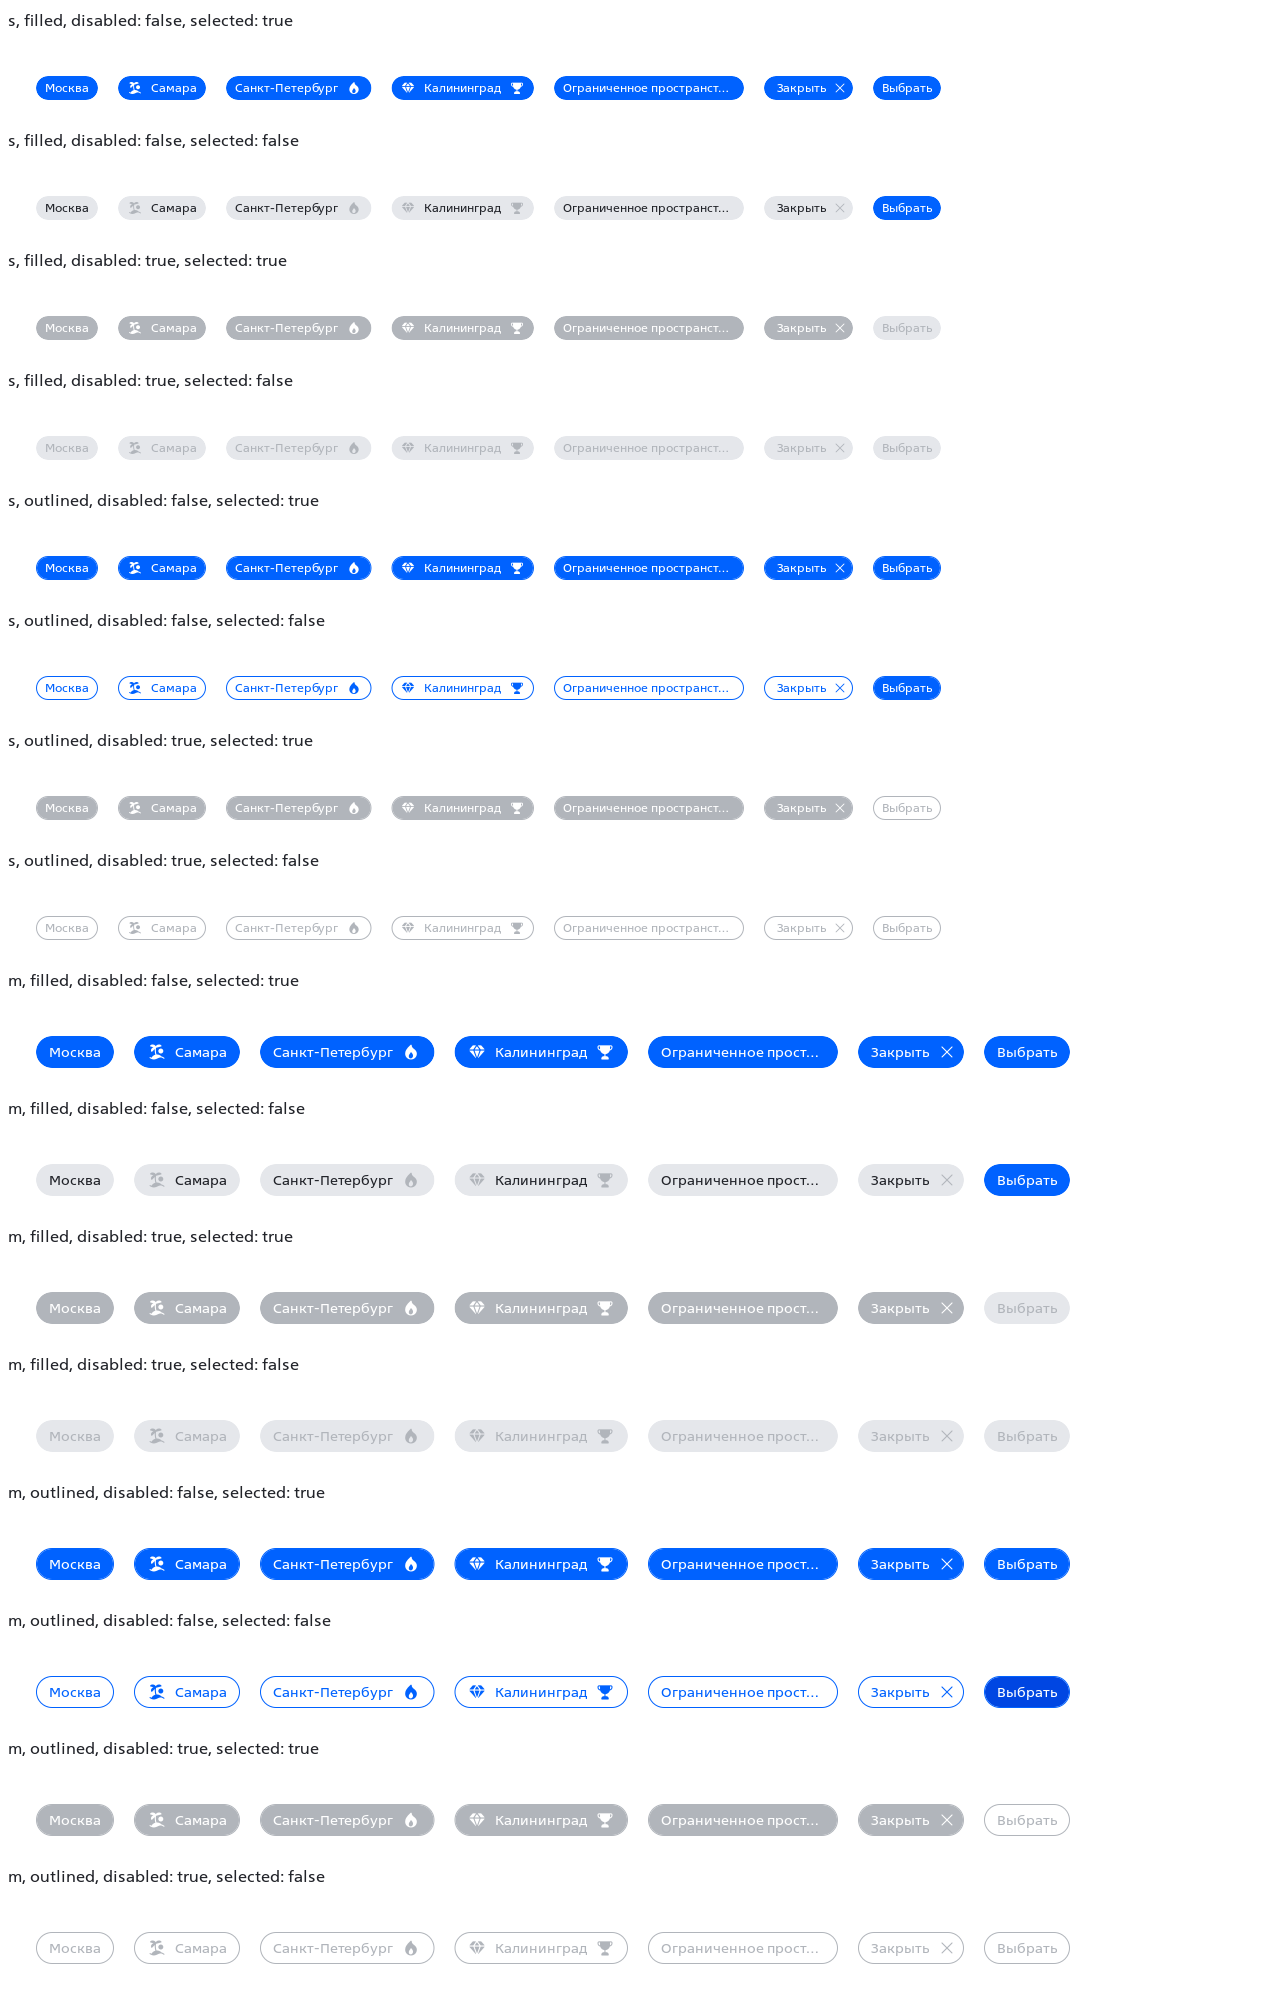 s, filled, disabled: false, selected: true
Москва Самара Санкт-Петербург Калининград Ограниченное пространст... Закрыть Выбрать
s, filled, disabled: false, selected: false
Москва Самара Санкт-Петербург Калининград Ограниченное пространст... Закрыть Выбрать
s, filled, disabled: true, selected: true
Москва Самара Санкт-Петербург Калининград Ограниченное пространст... Закрыть Выбрать
s, filled, disabled: true, selected: false
Москва Самара Санкт-Петербург Калининград Ограниченное пространст... Закрыть Выбрать
s, outlined, disabled: false, selected: true
Москва Самара Санкт-Петербург Калининград Ограниченное пространст... Закрыть Выбрать
s, outlined, disabled: false, selected: false
Москва Самара Санкт-Петербург Калининград Ограниченное пространст... Закрыть Выбрать
s, outlined, disabled: true, selected: true
Москва Самара Санкт-Петербург Калининград Ограниченное пространст... Закрыть Выбрать
s, outlined, disabled: true, selected: false
Москва Самара Санкт-Петербург Калининград Ограниченное пространст... Закрыть Выбрать
m, filled, disabled: false, selected: true
Москва Самара Санкт-Петербург Калининград Ограниченное прост... Закрыть Выбрать
m, filled, disabled: false, selected: false
Москва Самара Санкт-Петербург Калининград Ограниченное прост... Закрыть Выбрать
m, filled, disabled: true, selected: true
Москва Самара Санкт-Петербург Калининград Ограниченное прост... Закрыть Выбрать
m, filled, disabled: true, selected: false
Москва Самара Санкт-Петербург Калининград Ограниченное прост... Закрыть Выбрать
m, outlined, disabled: false, selected: true
Москва Самара Санкт-Петербург Калининград Ограниченное прост... Закрыть Выбрать
m, outlined, disabled: false, selected: false
Москва Самара Санкт-Петербург Калининград Ограниченное прост... Закрыть Выбрать
m, outlined, disabled: true, selected: true
Москва Самара Санкт-Петербург Калининград Ограниченное прост... Закрыть Выбрать
m, outlined, disabled: true, selected: false
Москва Самара Санкт-Петербург Калининград Ограниченное прост... Закрыть Выбрать